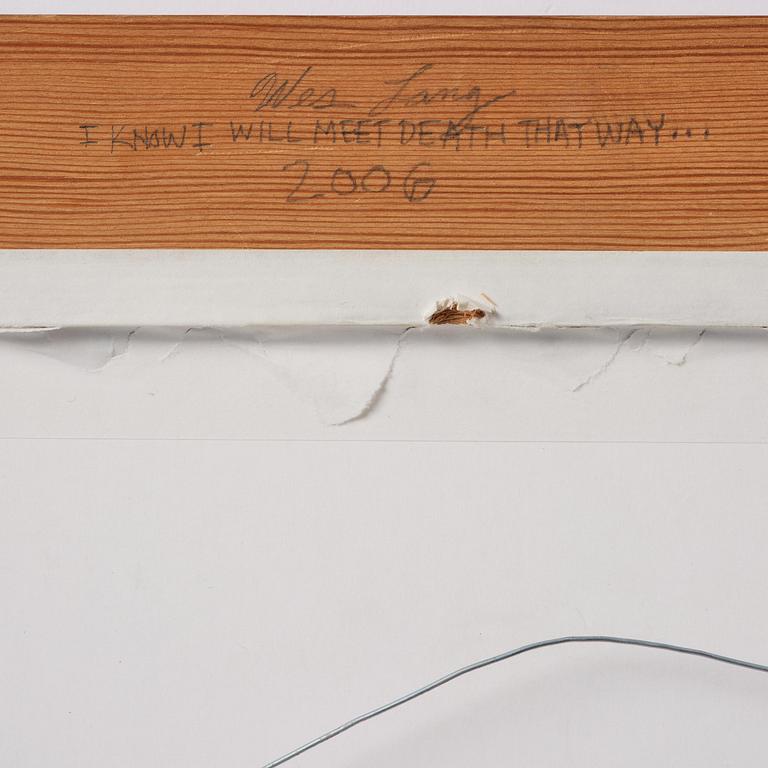 Wes Lang
I KNOW I WILL MEET DEATH THAT WAY...
2006